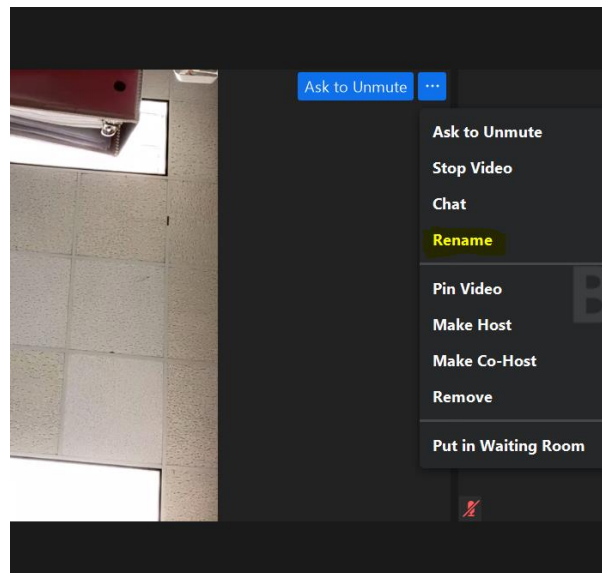 Ask to Unmute
Ask to Unmute
Stop Video
Chat
Rename
Pin Video
Make Host
Make Co-Host
Remove
Put in Waiting Room